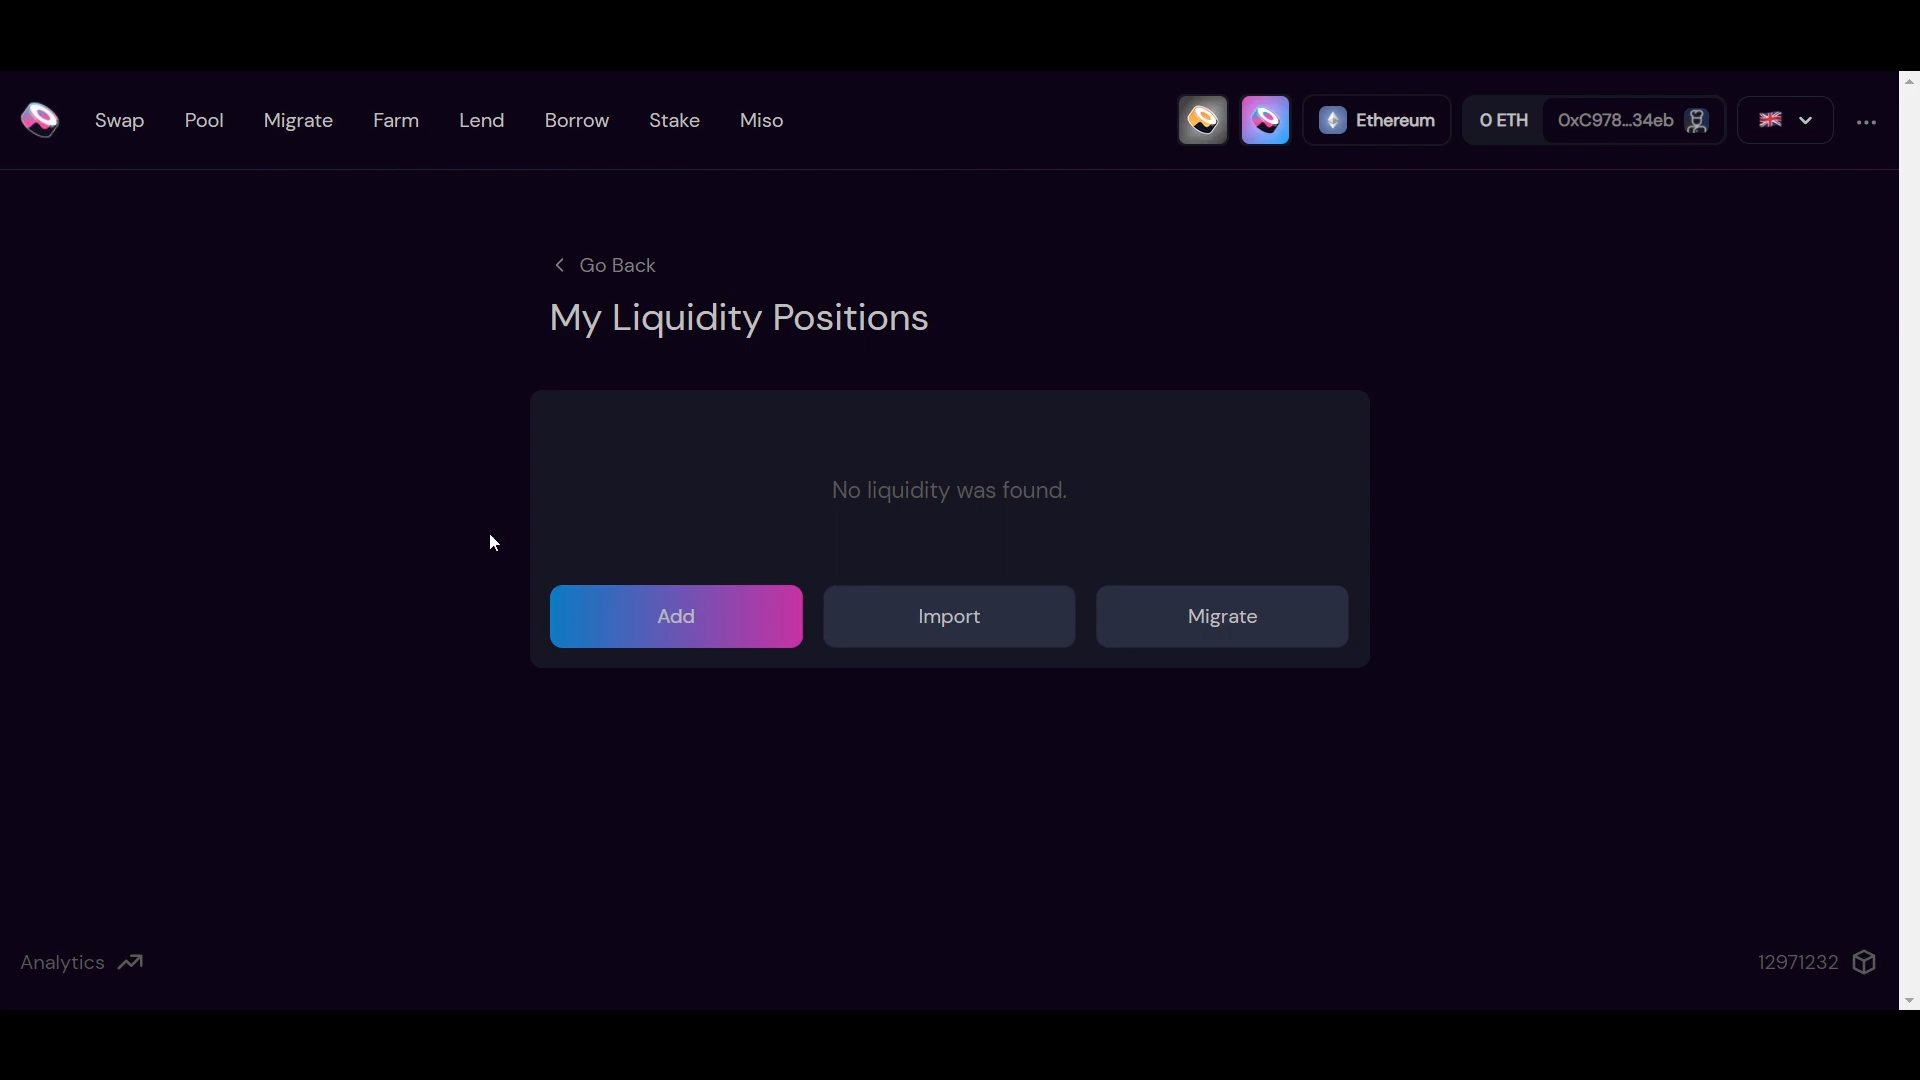 Swap Pool Migrate Farm Lend Borrow Stake Miso Ethereum 0 ETH 0xC978...34eb
Go Back
My Liquidity Positions
No liquidity was found.
Add Import Migrate
Analytics 12971232